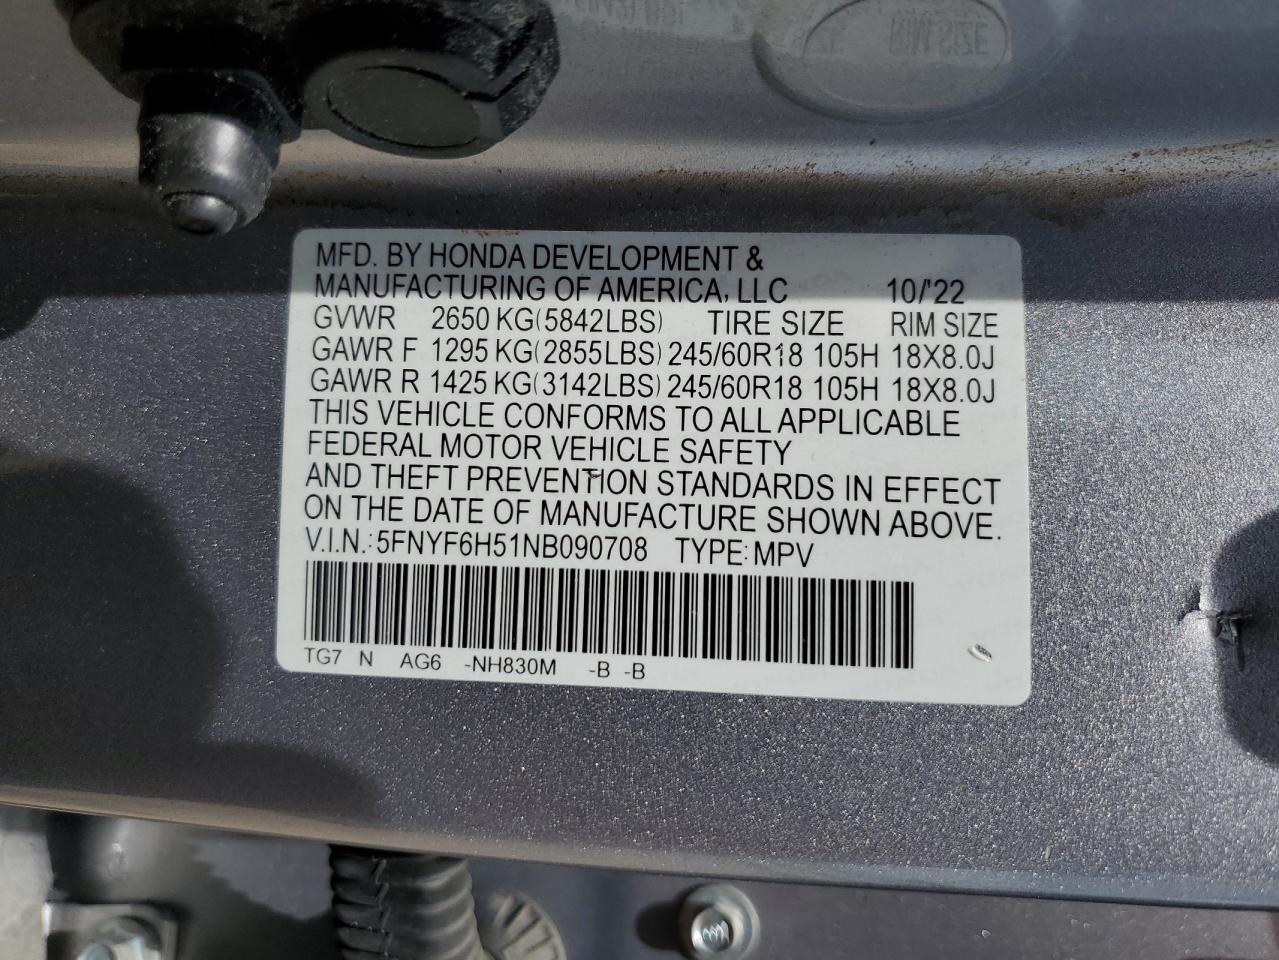 RIM SIZE
MFD. BY HONDA DEVELOPMENT &
MANUFACTURING OF AMERICA, LLC 10/'22
GVWR 2650 KG(5842LBS) TIRE SIZE RIM SIZE
GAWR F 1295 KG(2855LBS) 245/60R18 105H 18X8.0J
GAWR R 1425 KG(3142LBS) 245/60R18 105H 18X8.0J
THIS VEHICLE CONFORMS TO ALL APPLICABLE
FEDERAL MOTOR VEHICLE SAFETY
AND THEFT PREVENTION STANDARDS IN EFFECT
ON THE DATE OF MANUFACTURE SHOWN ABOVE.
V.I.N.: 5FNYF6H51NB090708 TYPE: MPV
TG7 N AG6 -NH830M -B -B